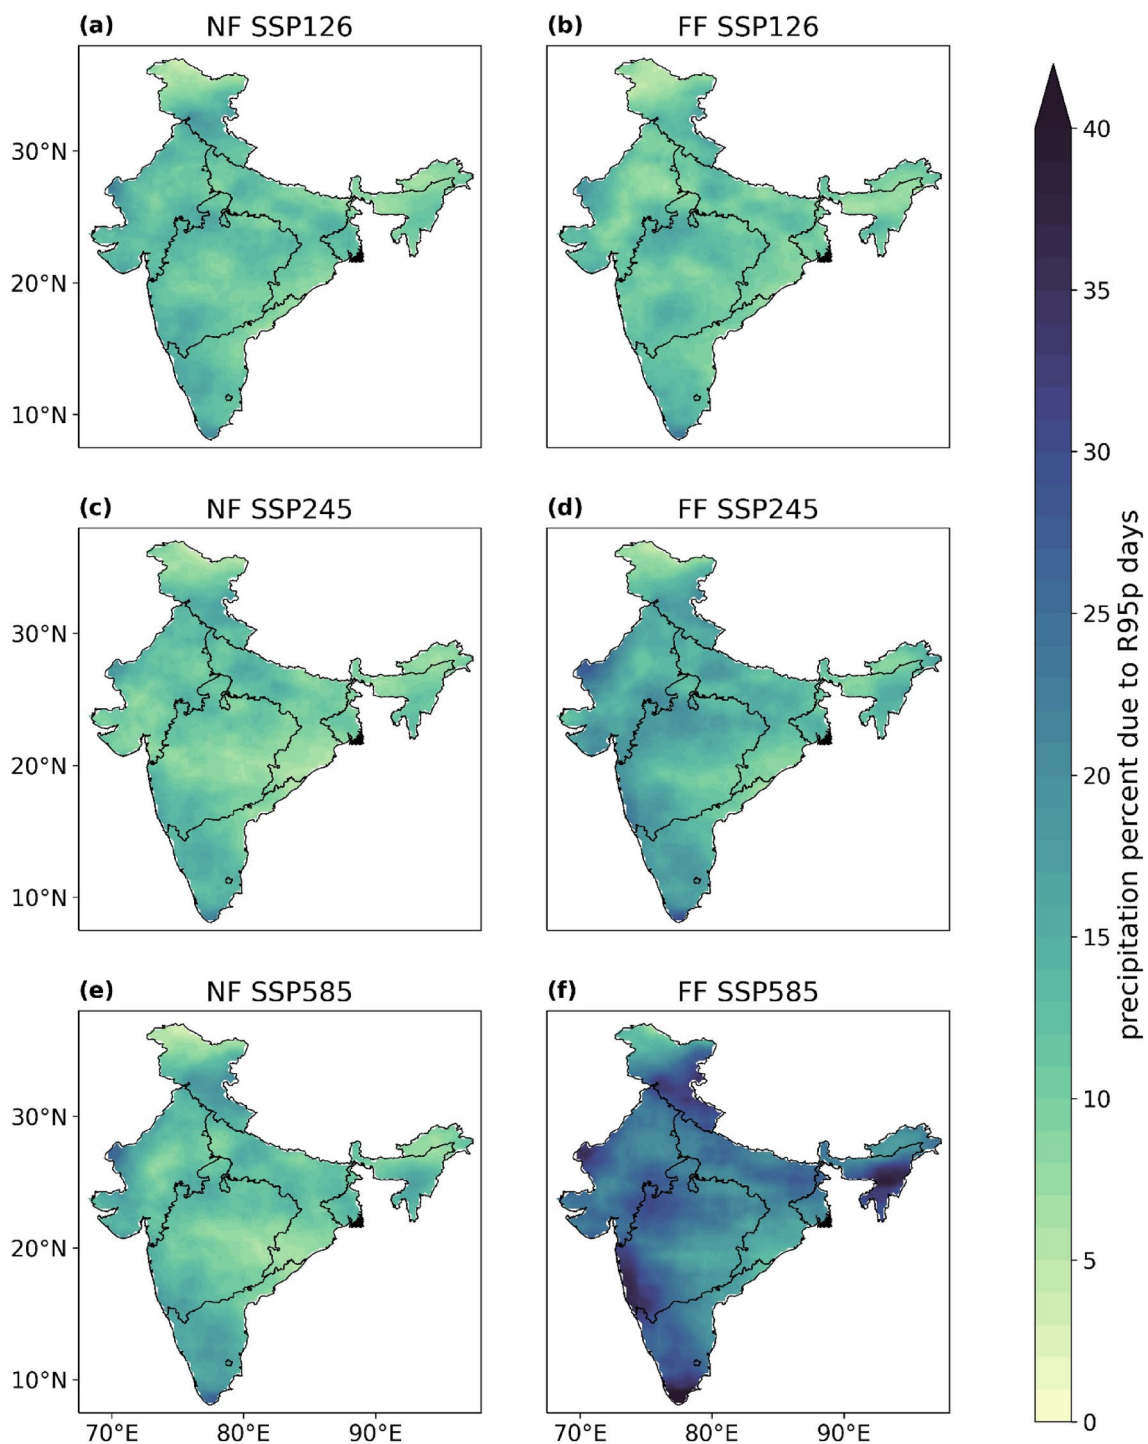 (a) NF SSP126
(b) FF SSP126
30°N
20°N
10°N
(c) NF SSP245
(d) FF SSP245
30°N
20°N
10°N
(e) NF SSP585
(f) FF SSP585
30°N
20°N
10°N
70°E 80°E 90°E
70°E 80°E 90°E
40
35
30
25
20
15
10
5
0
precipitation percent due to R95p days